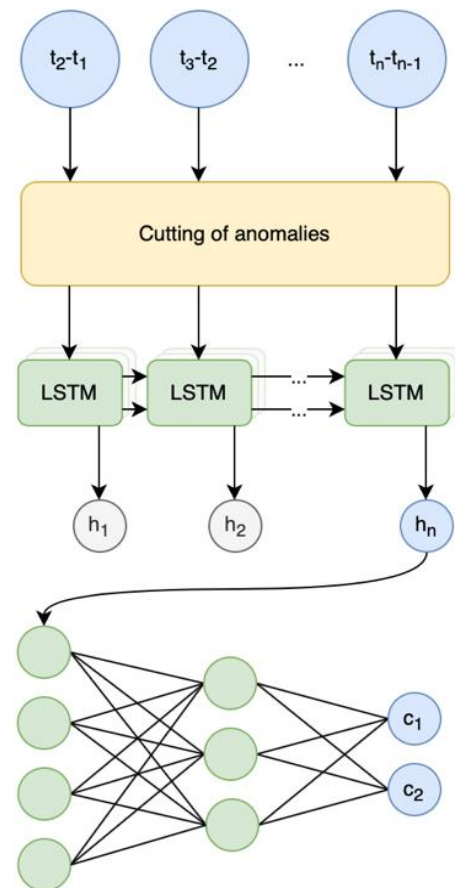 t₂-t₁ t₃-t₂ ... tₙ-tₙ₋₁
Cutting of anomalies
LSTM LSTM ... LSTM
...
h₁ h₂ hₙ
c₁
c₂